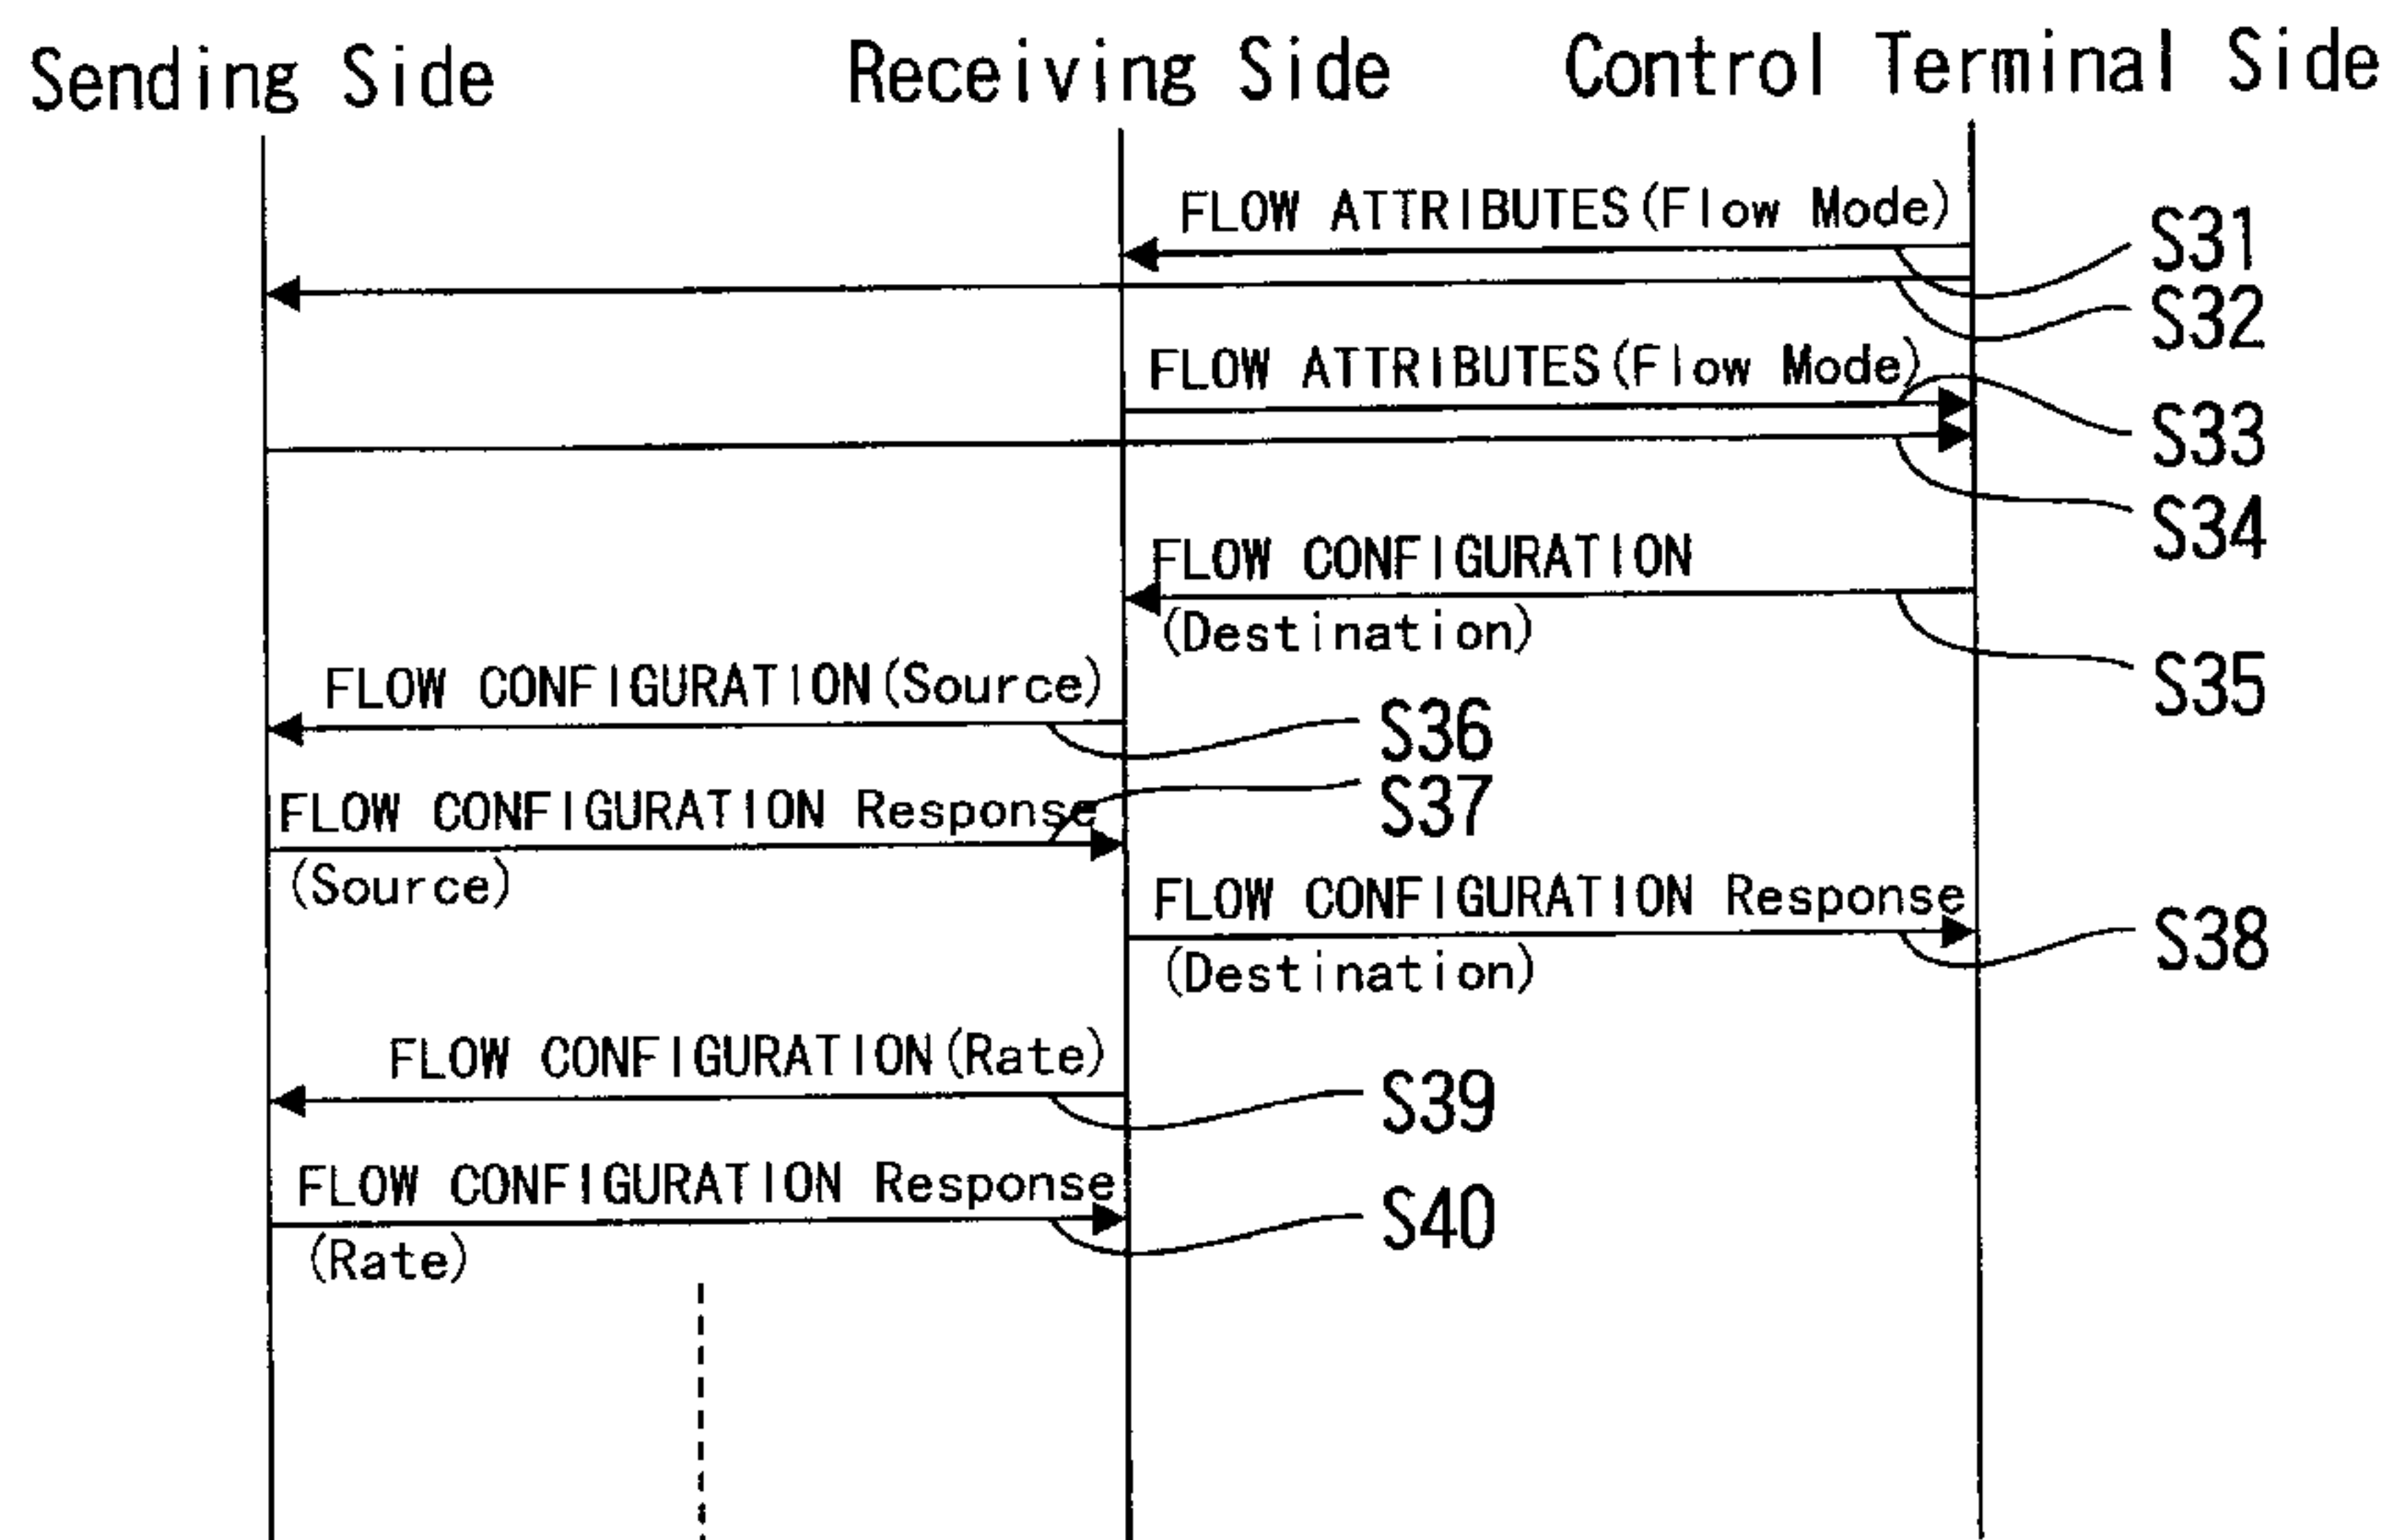 Sending Side
Receiving Side
Control Terminal Side
FLOW ATTRIBUTES(Flow Mode)
S31
S32
FLOW ATTRIBUTES(Flow Mode)
S33
S34
FLOW CONFIGURATION
(Destination)
S35
FLOW CONFIGURATION(Source)
S36
FLOW CONFIGURATION Response
(Source)
S37
FLOW CONFIGURATION Response
(Destination)
S38
FLOW CONFIGURATION(Rate)
S39
FLOW CONFIGURATION Response
(Rate)
S40